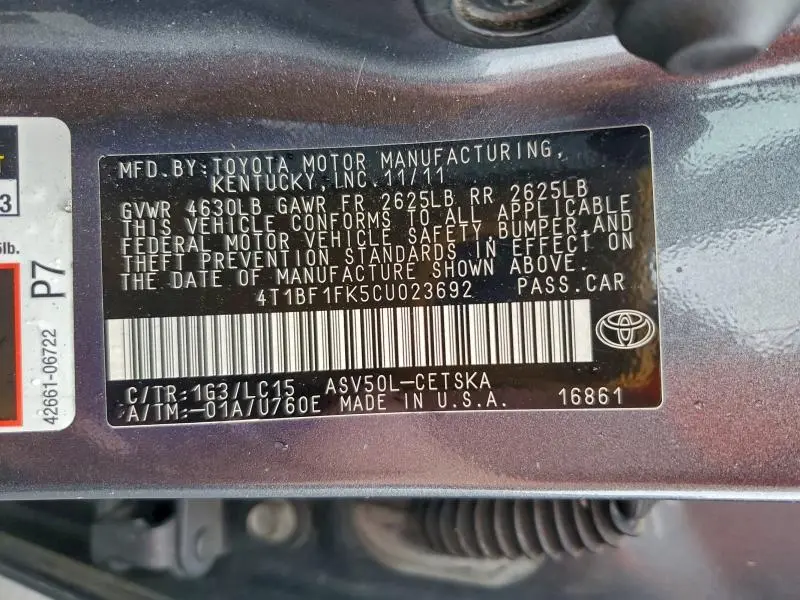 MFD.BY:TOYOTA MOTOR MANUFACTURING,
KENTUCKY, INC. 11/11
GVWR 4630LB GAWR FR 2625LB RR 2625LB
THIS VEHICLE CONFORMS TO ALL APPLICABLE
FEDERAL MOTOR VEHICLE SAFETY, BUMPER,AND
THEFT PREVENTION STANDARDS IN EFFECT ON
THE DATE OF MANUFACTURE SHOWN ABOVE.
4T1BF1FK5CU023692 PASS.CAR
C/TR:1G3/LC15 ASV50L-CETSKA
A/TM:-01A/U760E MADE IN U.S.A. 16861
3
lb.
P7
42661-06722